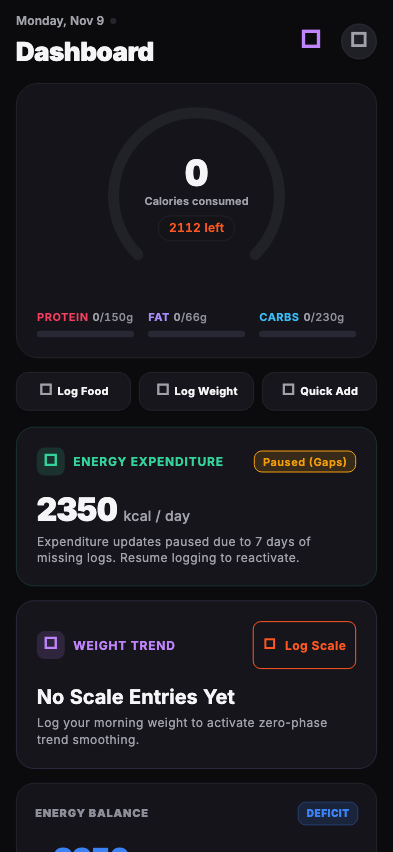 Monday, Nov 9
Dashboard
0
Calories consumed
2112 left
PROTEIN 0/150g FAT 0/66g CARBS 0/230g
Log Food Log Weight Quick Add
ENERGY EXPENDITURE Paused (Gaps)
2350 kcal / day
Expenditure updates paused due to 7 days of
missing logs. Resume logging to reactivate.
WEIGHT TREND Log Scale
No Scale Entries Yet
Log your morning weight to activate zero-phase
trend smoothing.
ENERGY BALANCE DEFICIT